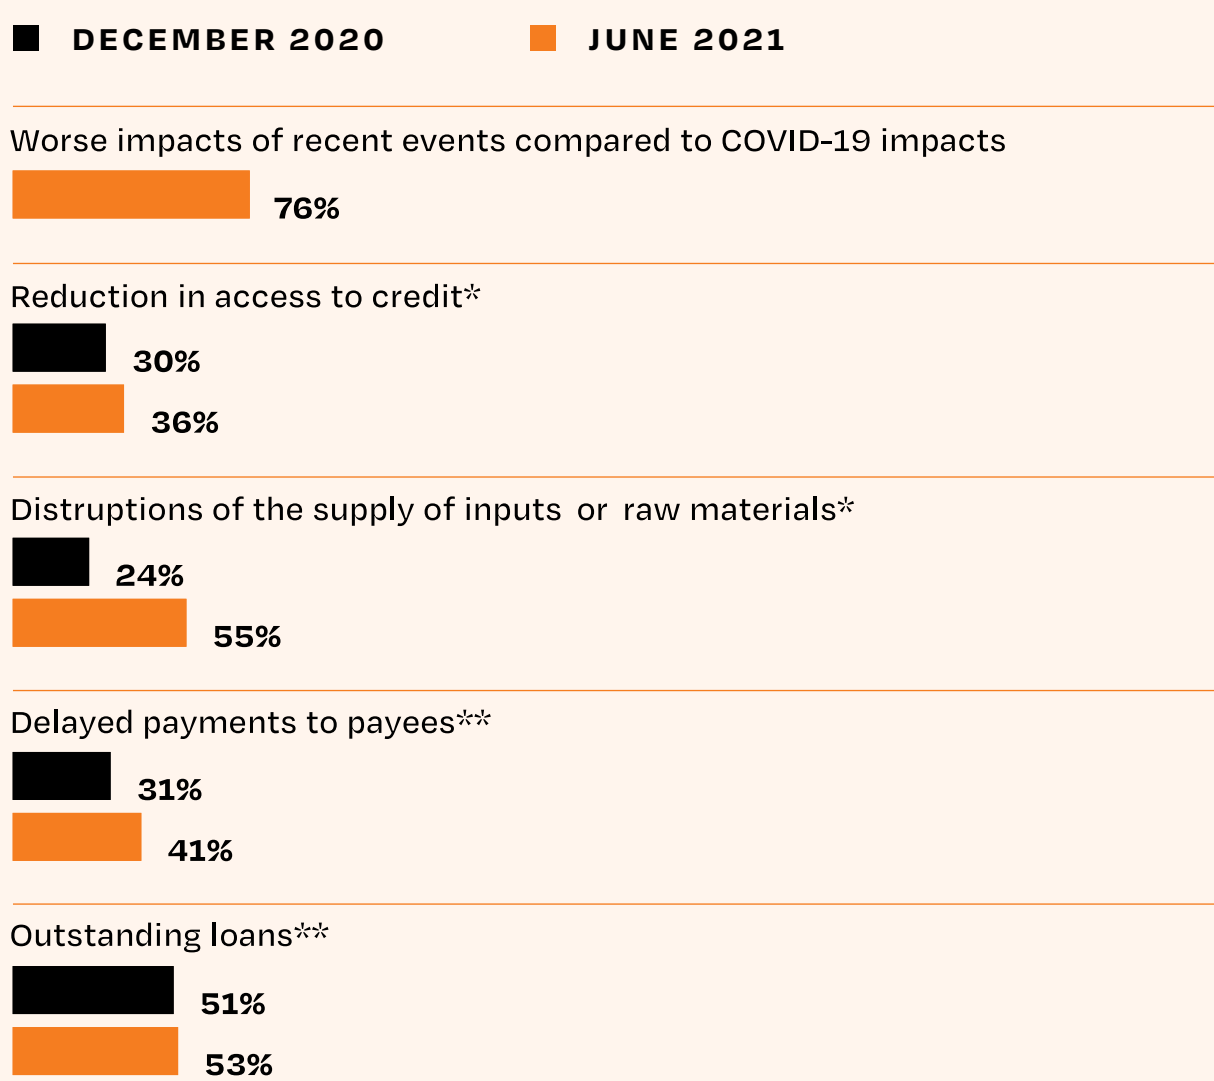 DECEMBER 2020 JUNE 2021
Worse impacts of recent events compared to COVID-19 impacts
76%
Reduction in access to credit*
30%
36%
Distruptions of the supply of inputs or raw materials*
24%
55%
Delayed payments to payees**
31%
41%
Outstanding loans**
51%
53%